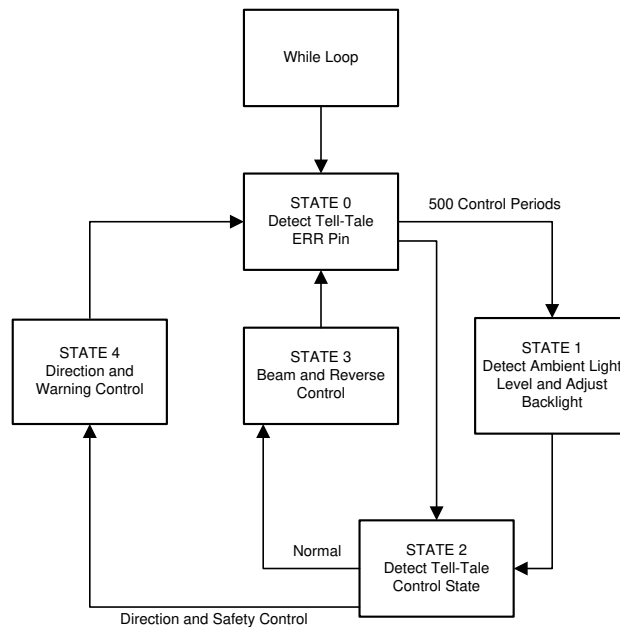 While Loop
STATE 0
Detect Tell-Tale
ERR Pin
500 Control Periods
STATE 4
Direction and
Warning Control
STATE 3
Beam and Reverse
Control
STATE 1
Detect Ambient Light
Level and Adjust
Backlight
STATE 2
Detect Tell-Tale
Control State
Normal
Direction and Safety Control